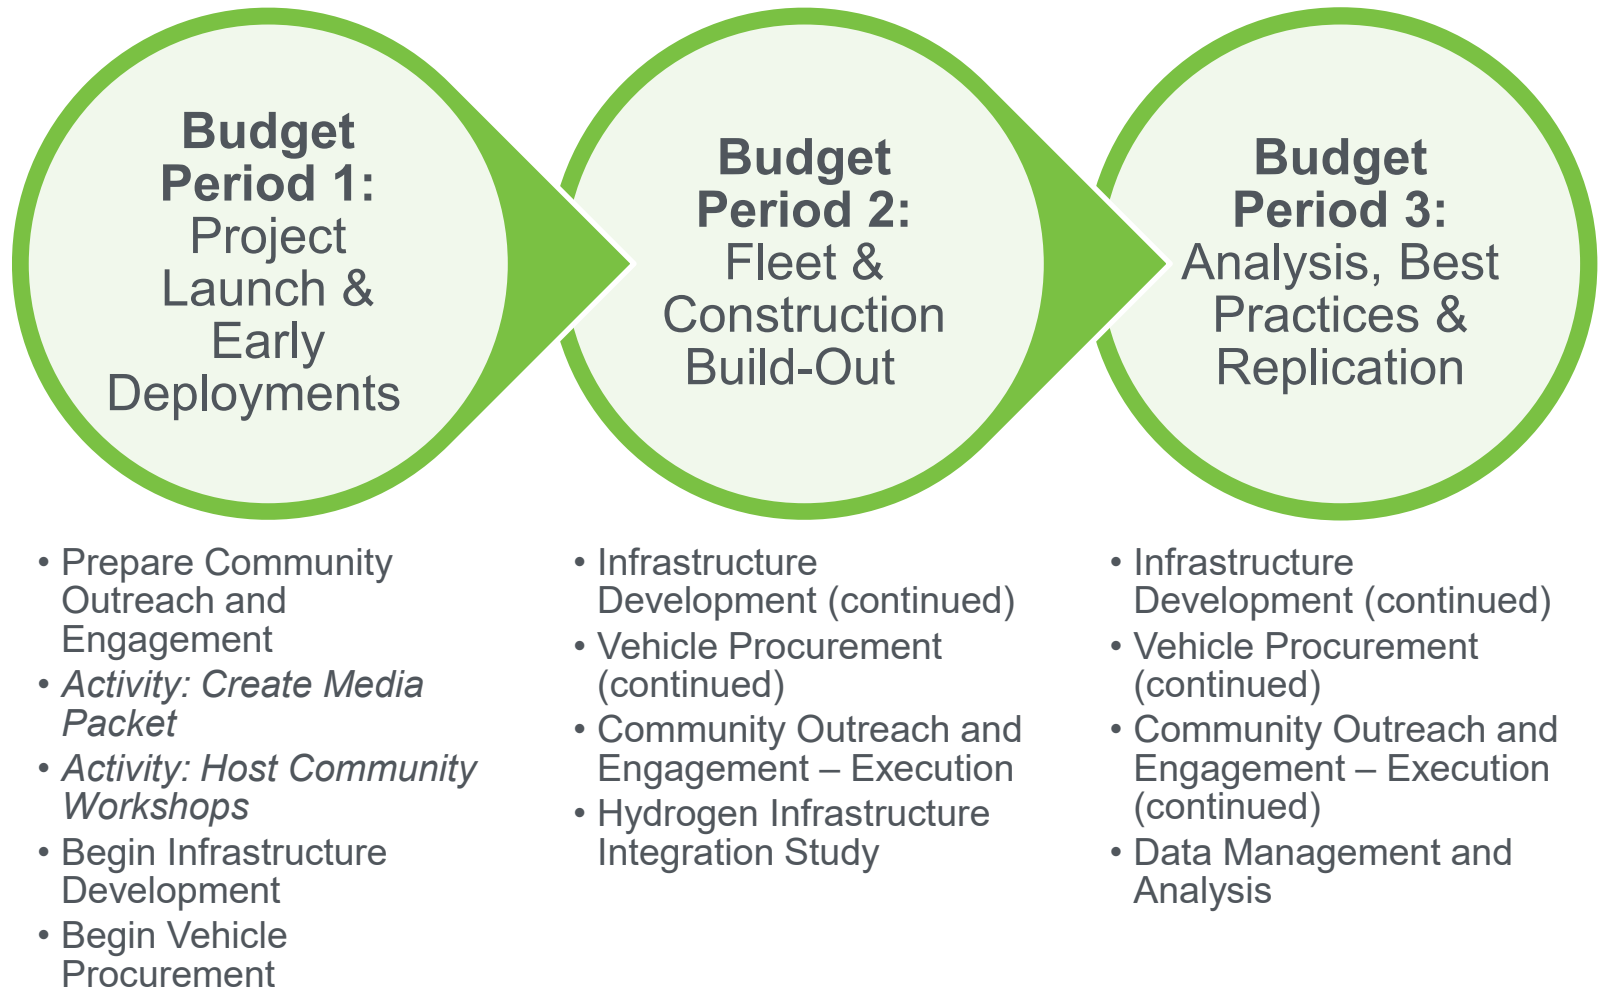 Budget
Period 1:
Project
Launch &
Early
Deployments
Budget
Period 2:
Fleet &
Construction
Build-Out
Budget
Period 3:
Analysis, Best
Practices &
Replication
• Prepare Community
Outreach and
Engagement
• Activity: Create Media
Packet
• Activity: Host Community
Workshops
• Begin Infrastructure
Development
• Begin Vehicle
Procurement
• Infrastructure
Development (continued)
• Vehicle Procurement
(continued)
• Community Outreach and
Engagement – Execution
• Hydrogen Infrastructure
Integration Study
• Infrastructure
Development (continued)
• Vehicle Procurement
(continued)
• Community Outreach and
Engagement – Execution
(continued)
• Data Management and
Analysis